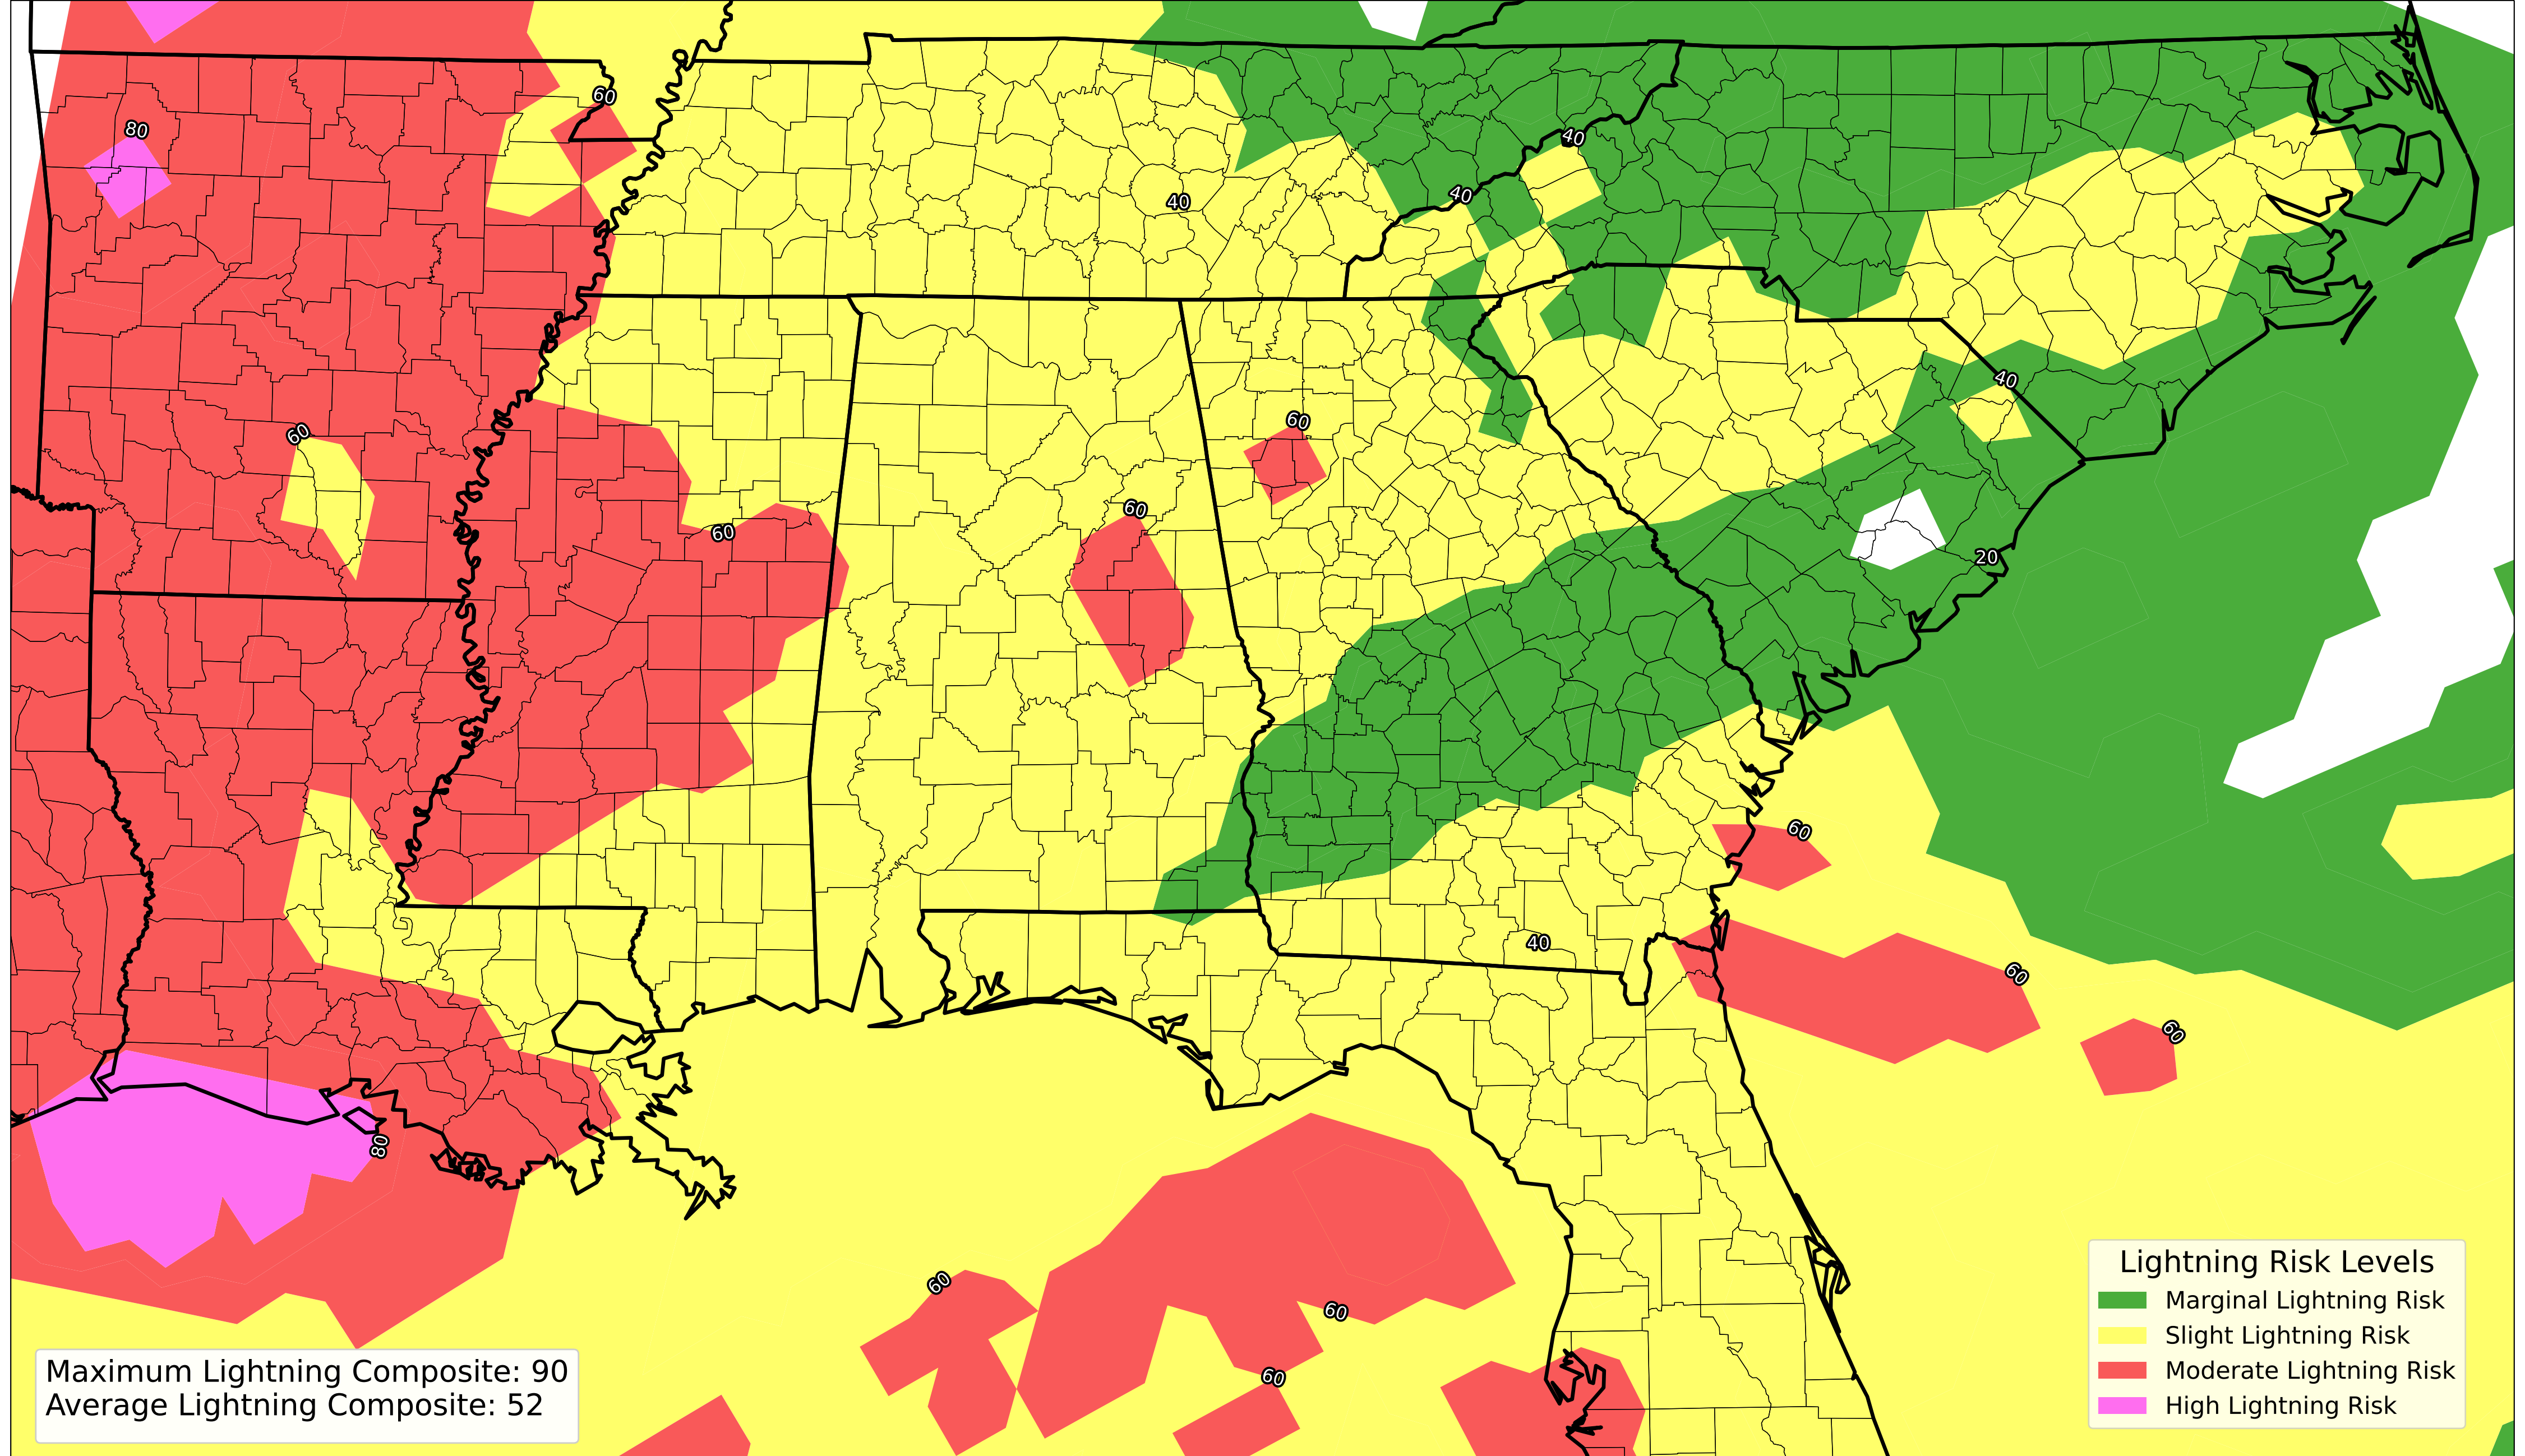 60
80
40
40
40
60
40
60
60
60
20
60
40
60
60
80
60
60
60
Lightning Risk Levels
Marginal Lightning Risk
Slight Lightning Risk
Moderate Lightning Risk
High Lightning Risk
Maximum Lightning Composite: 90
Average Lightning Composite: 52